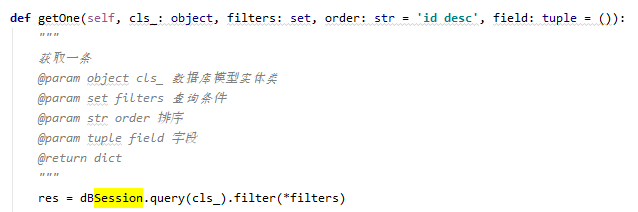 def getOne(self, cls_: object, filters: set, order: str = 'id desc', field: tuple = ()):
"""
获取一条
@param object cls_ 数据库模型实体类
@param set filters 查询条件
@param str order 排序
@param tuple field 字段
@return dict
"""
res = dBSession.query(cls_).filter(*filters)